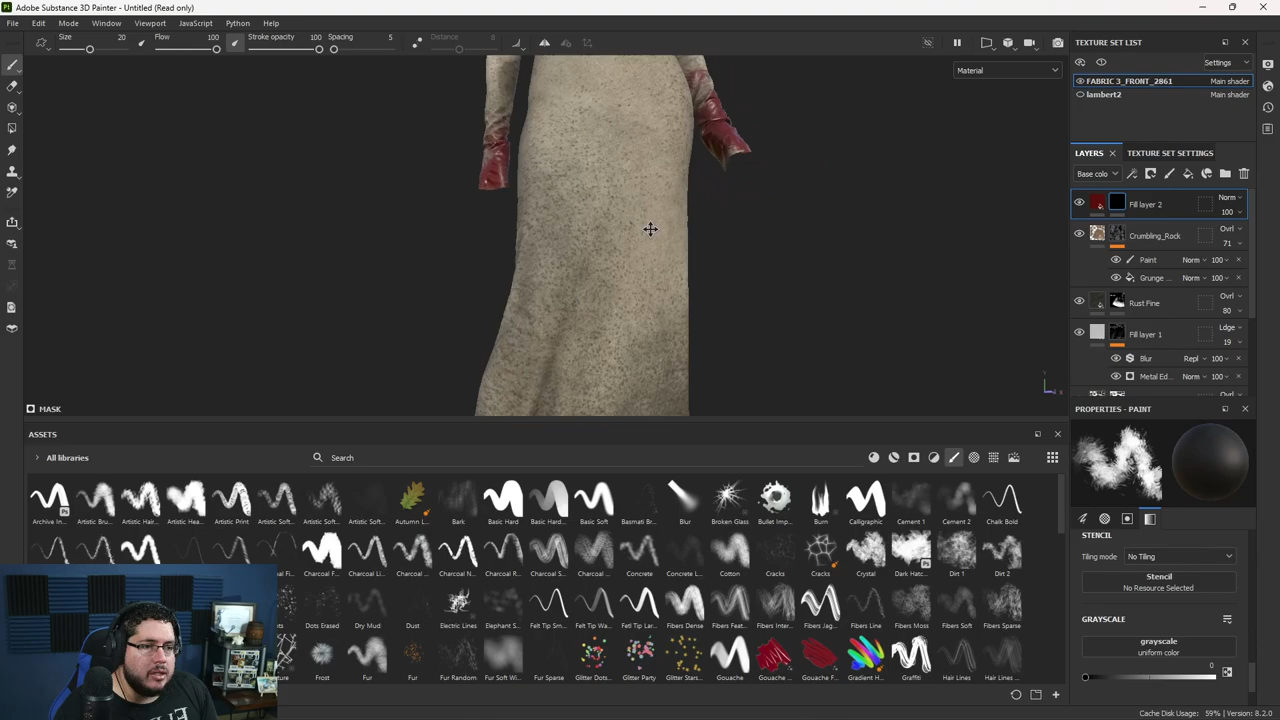 Adobe Substance 3D Painter - Untitled (Read only)
File Edit Mode Window Viewport JavaScript Python Help
Size 20 Flow 100 Stroke opacity 100 Spacing 5 Distance 8
Material
TEXTURE SET LIST
Settings
FABRIC 3_FRONT_2861 Main shader
lambert2 Main shader
LAYERS TEXTURE SET SETTINGS
Base colo
Fill layer 2 Norm 100
Crumbling_Rock Ovrl 71
Paint Norm 100
Grunge ... Norm 100
Rust Fine Ovrl 80
Fill layer 1 Ldge 19
Blur Repl 100
Metal Ed... Norm 100
Ovrl
MASK
PROPERTIES - PAINT
ASSETS
All libraries Search
Archive In... Artistic Bru... Artistic Hair... Artistic Hea... Artistic Print Artistic Soft... Artistic Sof... Artistic Soft... Autumn L... Bark Basic Hard Basic Hard... Basic Soft Basmati Br... Blur Broken Glass Bullet Imp... Burn Calligraphic Cement 1 Cement 2 Chalk Bold
Charcoal F... Charcoal Li... Charcoal ... Charcoal N... Charcoal R... Charcoal S... Charcoal ... Concrete Concrete L... Cotton Cracks Cracks Crystal Dark Hatc... Dirt 1 Dirt 2
Dots Erased Dry Mud Dust Electric Lines Elephant S... Felt Tip Sm... Felt Tip Wa... Fetl Tip Lar... Fibers Dense Fibers Feat... Fibers Inter... Fibers Jag... Fibers Line Fibers Moss Fibers Soft Fibers Sparse
Frost Fur Fur Fur Random Fur Soft Wi... Fur Sparse Glitter Dots... Glitter Party Glitter Stars... Gouache Gouache ... Gouache F... Gradient H... Graffiti Hair Lines Hair Lines ...
STENCIL
Tiling mode No Tiling
Stencil
No Resource Selected
GRAYSCALE
grayscale
uniform color
0
Cache Disk Usage: 59% | Version: 8.2.0